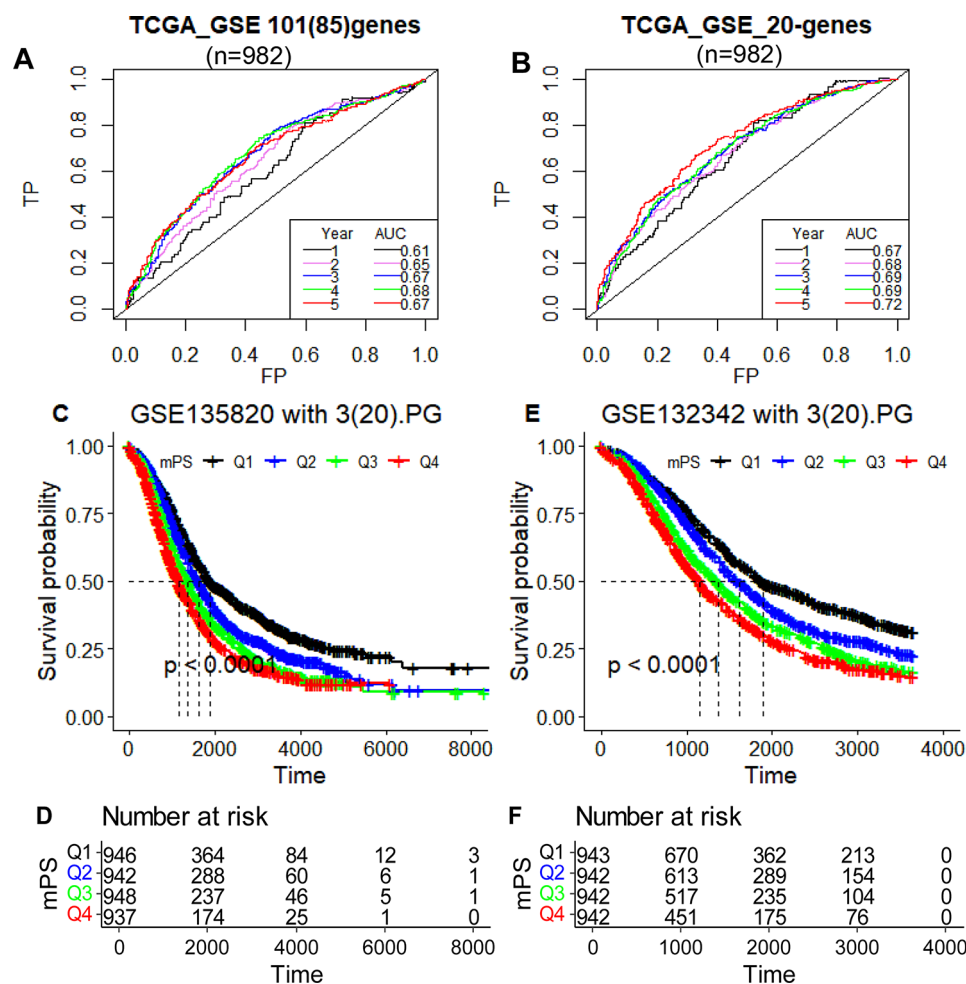 TCGA_GSE 101(85)genes
(n=982)
A
TP
0.0 0.2 0.4 0.6 0.8 1.0
Year AUC
1 0.61
2 0.65
3 0.67
4 0.68
5 0.67
0.0 0.2 0.4 0.6 0.8 1.0
FP
TCGA_GSE_20-genes
(n=982)
B
TP
0.0 0.2 0.4 0.6 0.8 1.0
Year AUC
1 0.67
2 0.68
3 0.69
4 0.69
5 0.72
0.0 0.2 0.4 0.6 0.8 1.0
FP
C GSE135820 with 3(20).PG
mPS Q1 Q2 Q3 Q4
Survival probability
1.00
0.75
0.50
0.25
0.00
p < 0.0001
0 2000 4000 6000 8000
Time
E GSE132342 with 3(20).PG
mPS Q1 Q2 Q3 Q4
Survival probability
1.00
0.75
0.50
0.25
0.00
p < 0.0001
0 1000 2000 3000 4000
Time
D Number at risk
mPS
Q1 946 364 84 12 3
Q2 942 288 60 6 1
Q3 948 237 46 5 1
Q4 937 174 25 1 0
0 2000 4000 6000 8000
Time
F Number at risk
mPS
Q1 943 670 362 213 0
Q2 942 613 289 154 0
Q3 942 517 235 104 0
Q4 942 451 175 76 0
0 1000 2000 3000 4000
Time